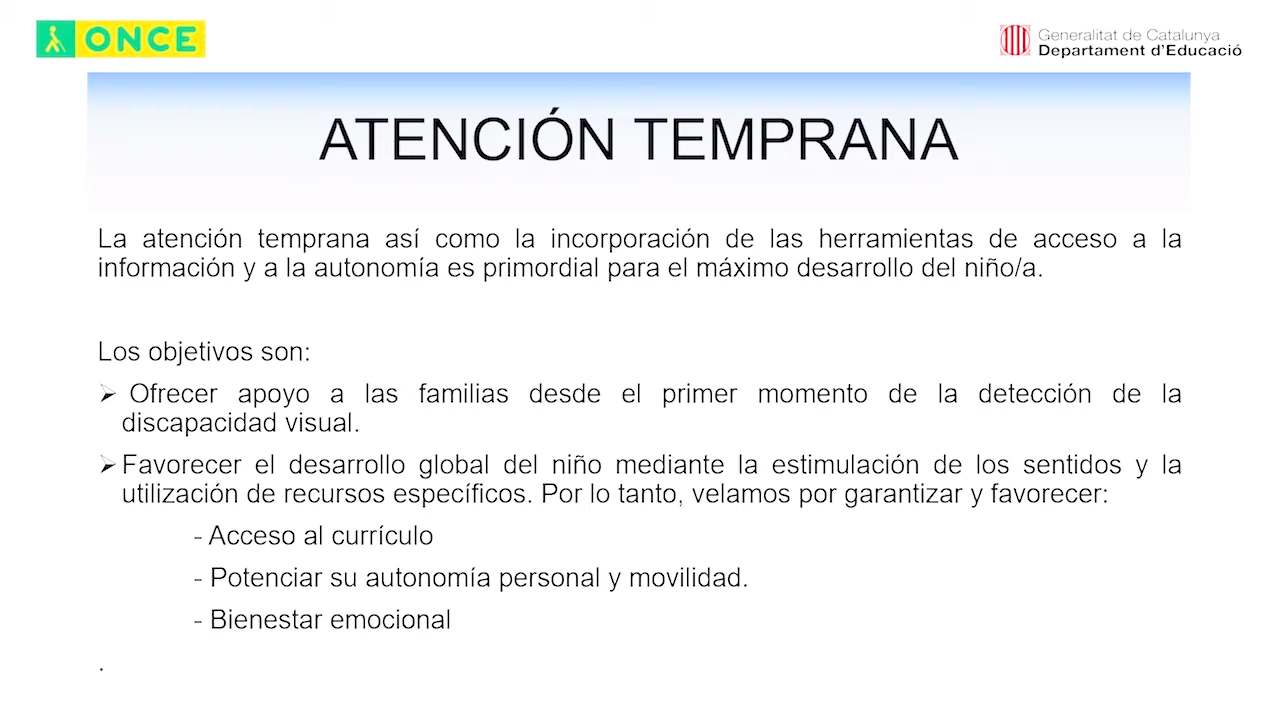 ONCE
Generalitat de Catalunya
Departament d'Educació
ATENCIÓN TEMPRANA
La atención temprana así como la incorporación de las herramientas de acceso a la
información y a la autonomía es primordial para el máximo desarrollo del niño/a.
Los objetivos son:
➢ Ofrecer apoyo a las familias desde el primer momento de la detección de la
discapacidad visual.
➢ Favorecer el desarrollo global del niño mediante la estimulación de los sentidos y la
utilización de recursos específicos. Por lo tanto, velamos por garantizar y favorecer:
- Acceso al currículo
- Potenciar su autonomía personal y movilidad.
- Bienestar emocional
.